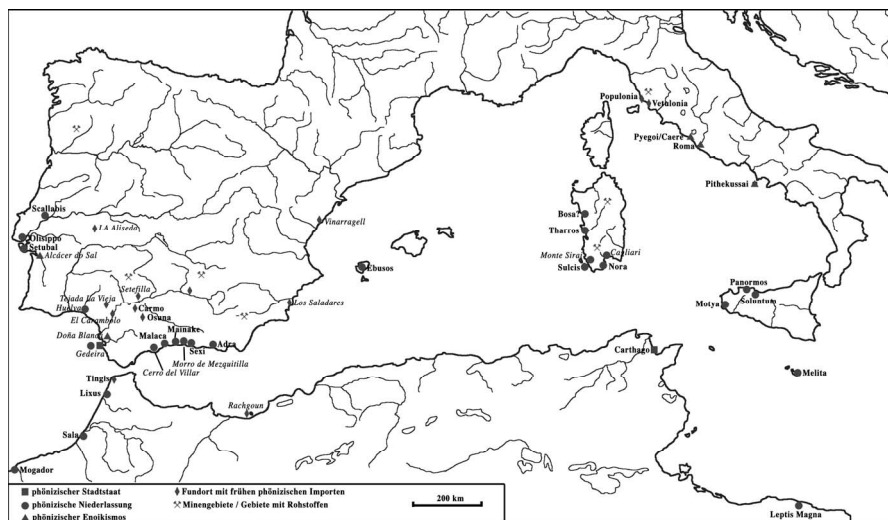 Populonia
Vetulonia
Pyegoi/Caere
Roma
Pithekussai
Scallabis
LA Aliseda
Vinarragell
Olisippo
Setubal
Alcácer do Sal
Bosa?
Tharros
Monte Sirai
Cagliari
Sulcis
Nora
Ebusos
Setefilla
Tejada La Vieja
Huelva
Carmo
El Carambolo
Osuna
Los Saladares
Panormos
Motya
Soluntum
Doña Blanca
Gedeira
Malaca
Mainake
Sexi
Adra
Morro de Mezquitilla
Cerro del Villar
Carthago
Melita
Tingis
Lixus
Rachgoun
Sala
Mogador
Leptis Magna
phönizischer Stadtstaat
phönizische Niederlassung
phönizischer Enoikismos
Fundort mit frühen phönizischen Importen
Minengebiete / Gebiete mit Rohstoffen
200 km